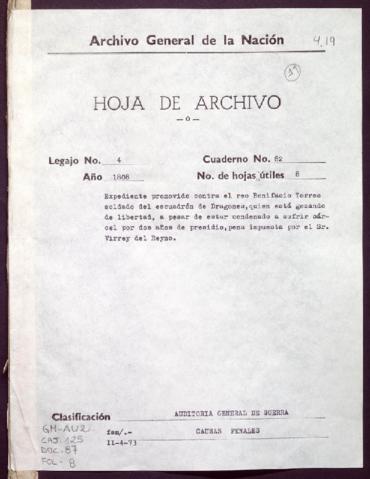 Archivo General de la Nación
4.19
19
HOJA DE ARCHIVO
—o—
Legajo No. 4 Cuaderno No. 62
Año 1808 No. de hojas útiles 8
Expediente promovido contra el reo Bonifacio Torres
soldado del escuadrón de Dragones, quien está gozando
de libertad, a pesar de estar condenado a sufrir cár-
cel por dos años de presidio, pena impuesta por el Sr.
Virrey del Reyno.
Clasificación AUDITORIA GENERAL DE GUERRA
GM-AU2 fsm/.- CAUSAS PENALES
CAJ. 125 11-4-73
DOC. 87
FOL- 8